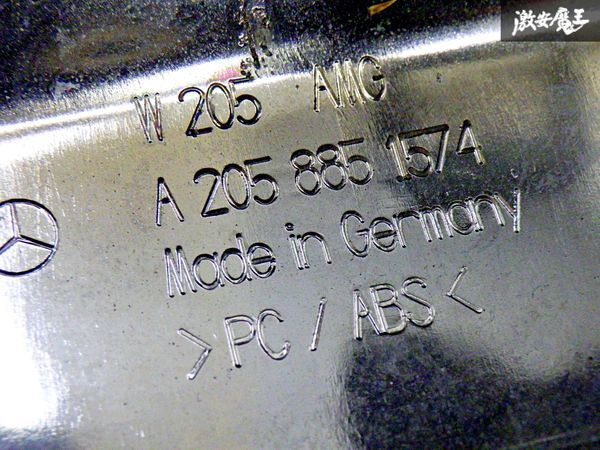 激安魔王
W 205 AMG
A 205 885 1574
Made in Germany
>PC / ABS<